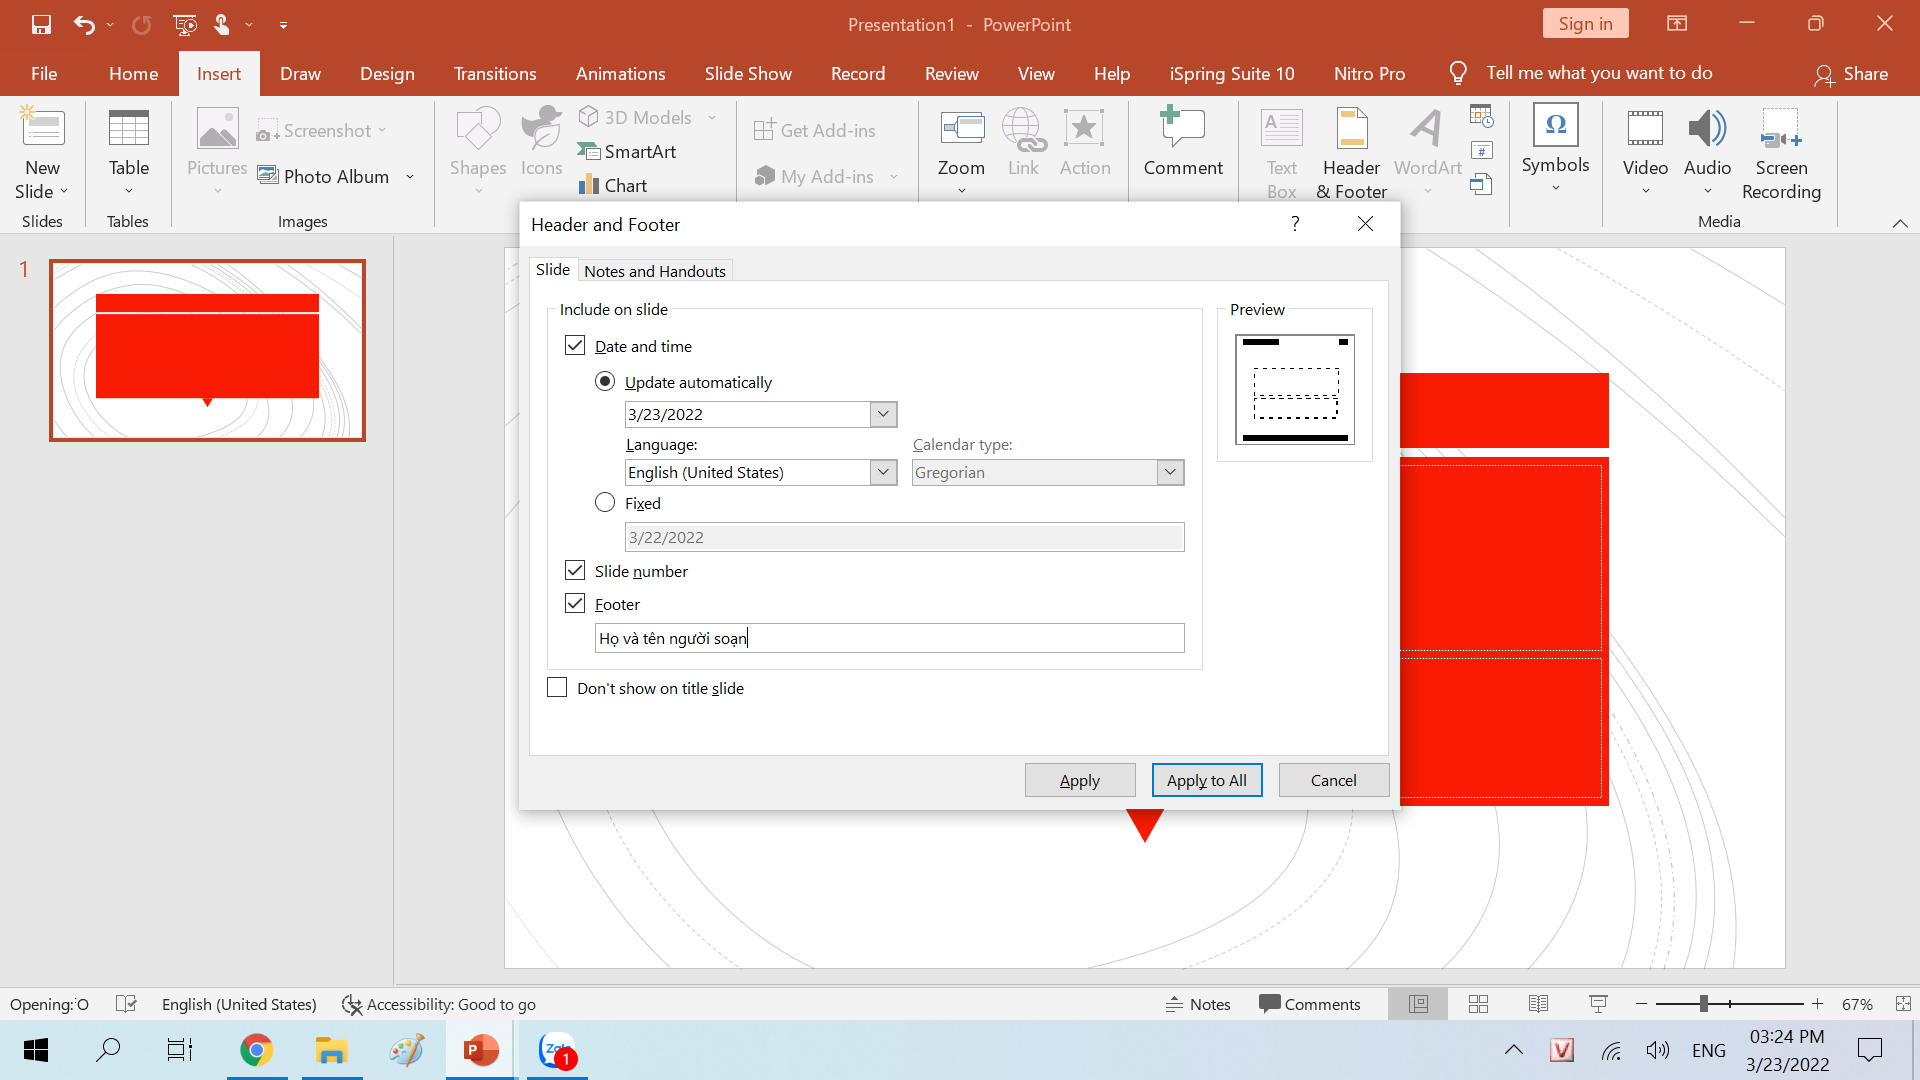 Presentation1 - PowerPoint
Sign in
File Home Insert Draw Design Transitions Animations Slide Show Record Review View Help iSpring Suite 10 Nitro Pro Tell me what you want to do Share
New Slide
Table
Pictures
Screenshot
Photo Album
Shapes
Icons
3D Models
SmartArt
Chart
Get Add-ins
My Add-ins
Zoom
Link
Action
Comment
Text Box
Header & Footer
WordArt
Symbols
Video
Audio
Screen Recording
Slides
Tables
Images
Media
1
Header and Footer
Slide
Notes and Handouts
Include on slide
Date and time
Update automatically
3/23/2022
Language:
Calendar type:
English (United States)
Gregorian
Fixed
3/22/2022
Slide number
Footer
Họ và tên người soạn
Don't show on title slide
Preview
Apply
Apply to All
Cancel
Opening: O
English (United States)
Accessibility: Good to go
Notes
Comments
67%
Zalo
1
ENG
03:24 PM
3/23/2022